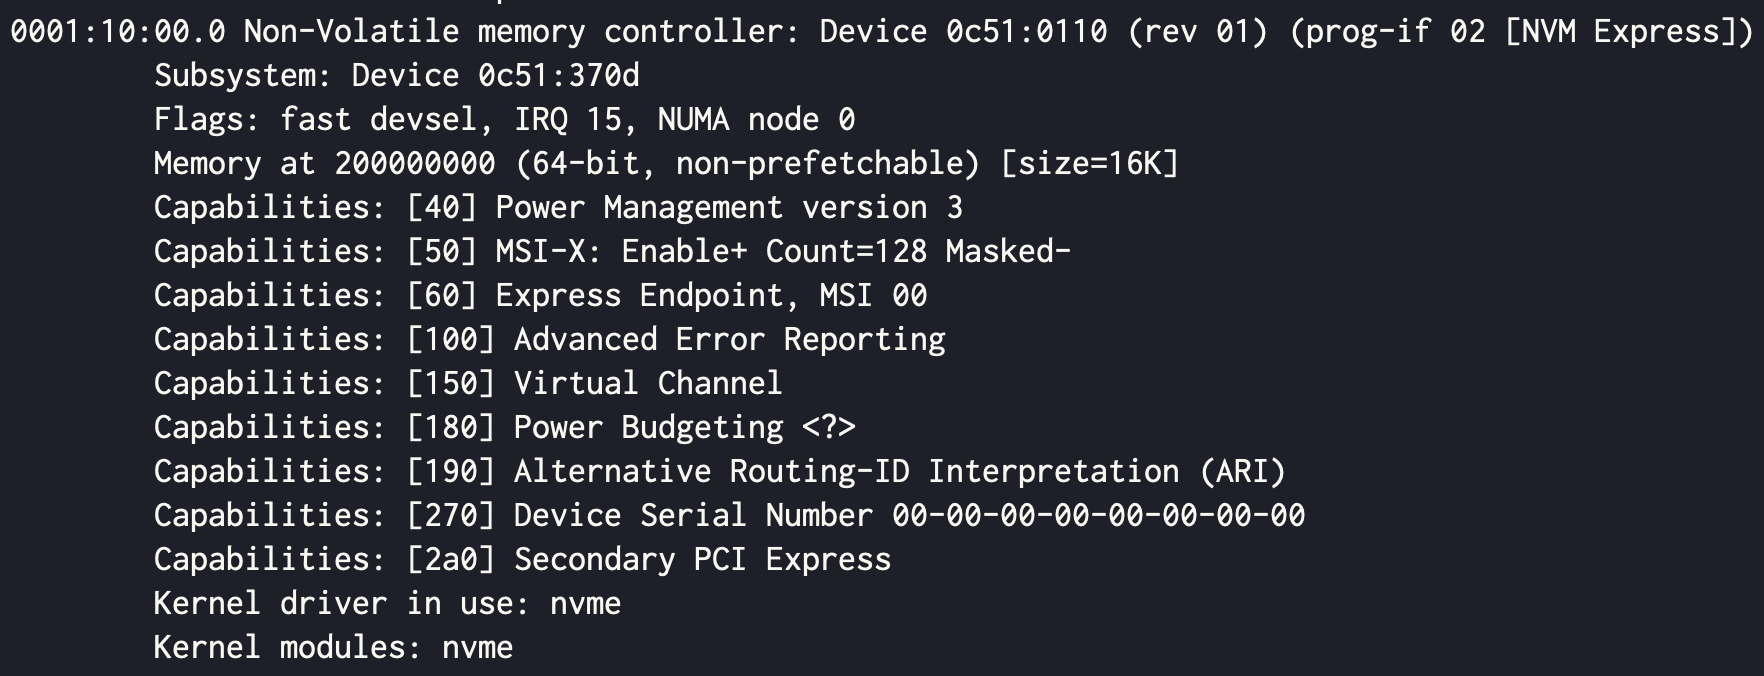 0001:10:00.0 Non-Volatile memory controller: Device 0c51:0110 (rev 01) (prog-if 02 [NVM Express])
Subsystem: Device 0c51:370d
Flags: fast devsel, IRQ 15, NUMA node 0
Memory at 200000000 (64-bit, non-prefetchable) [size=16K]
Capabilities: [40] Power Management version 3
Capabilities: [50] MSI-X: Enable+ Count=128 Masked-
Capabilities: [60] Express Endpoint, MSI 00
Capabilities: [100] Advanced Error Reporting
Capabilities: [150] Virtual Channel
Capabilities: [180] Power Budgeting <?>
Capabilities: [190] Alternative Routing-ID Interpretation (ARI)
Capabilities: [270] Device Serial Number 00-00-00-00-00-00-00-00
Capabilities: [2a0] Secondary PCI Express
Kernel driver in use: nvme
Kernel modules: nvme